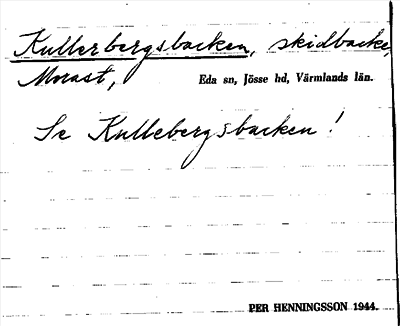 Kullerbergsbacken, skidbacke,
Morast, Eda sn, Jösse hd, Värmlands län.
Se Kullebergsbacken!
PER HENNINGSSON 1944.